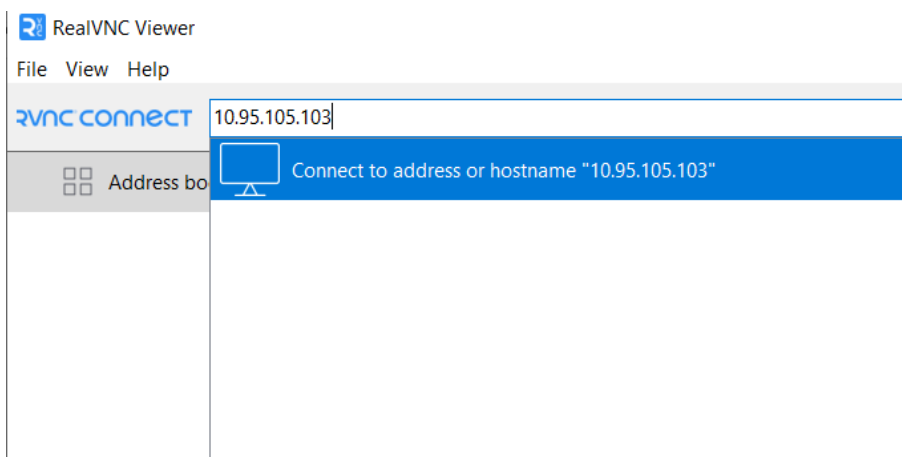 RealVNC Viewer
File View Help
RVNC CONNECT 10.95.105.103
Connect to address or hostname "10.95.105.103"
Address bo